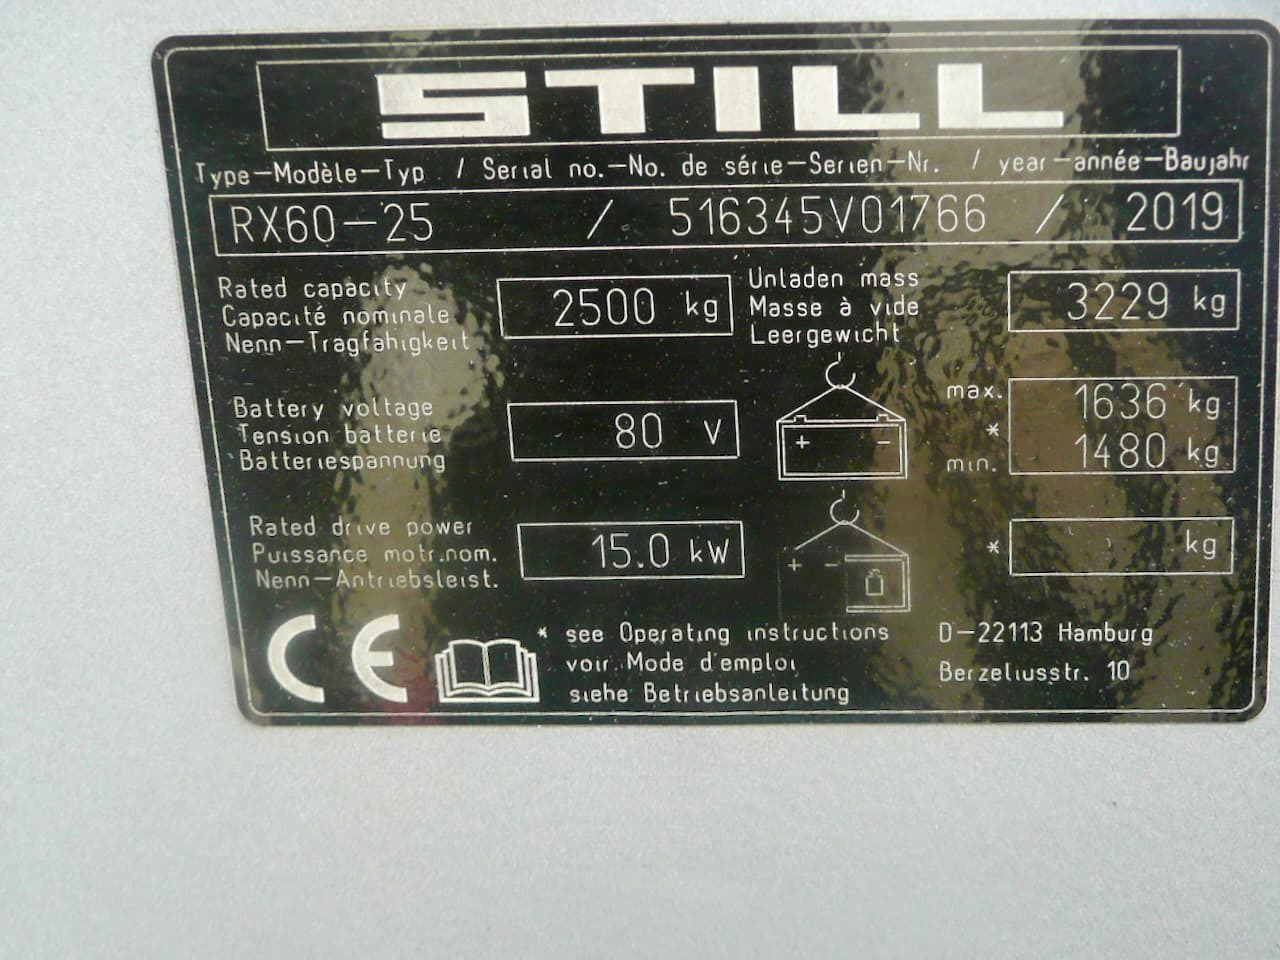 STILL
Type-Modèle-Typ / Serial no.-No. de série-Serien-Nr. / year-année-Baujahr
RX60-25 / 516345V01766 / 2019
Rated capacity
Capacité nominale
Nenn-Tragfähigkeit
2500 kg
Unladen mass
Masse à vide
Leergewicht
3229 kg
Battery voltage
Tension batterie
Batteriespannung
80 V
+ -
max. 1636 kg
*
min. 1480 kg
Rated drive power
Puissance motr.nom.
Nenn-Antriebsleist.
15.0 kW
+ -
* kg
CE
* see Operating instructions
voir Mode d'emploi
siehe Betriebsanleitung
D-22113 Hamburg
Berzeliusstr. 10